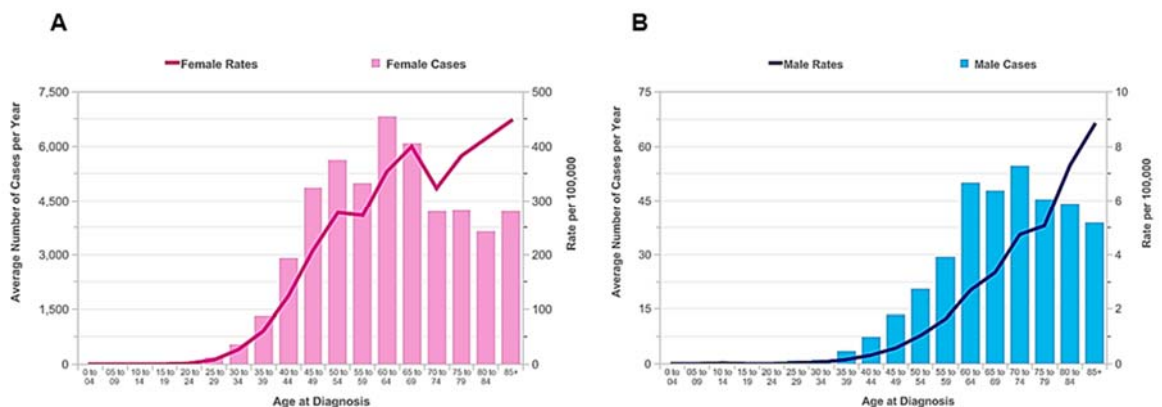 A
Female Rates
Female Cases
Average Number of Cases per Year
7,500
6,000
4,500
3,000
1,500
0
500
400
300
200
100
0
Rate per 100,000
0 to 04
05 to 09
10 to 14
15 to 19
20 to 24
25 to 29
30 to 34
35 to 39
40 to 44
45 to 49
50 to 54
55 to 59
60 to 64
65 to 69
70 to 74
75 to 79
80 to 84
85+
Age at Diagnosis
B
Male Rates
Male Cases
Average Number of Cases per Year
75
60
45
30
15
0
10
8
6
4
2
0
Rate per 100,000
0 to 04
05 to 09
10 to 14
15 to 19
20 to 24
25 to 29
30 to 34
35 to 39
40 to 44
45 to 49
50 to 54
55 to 59
60 to 64
65 to 69
70 to 74
75 to 79
80 to 84
85+
Age at Diagnosis